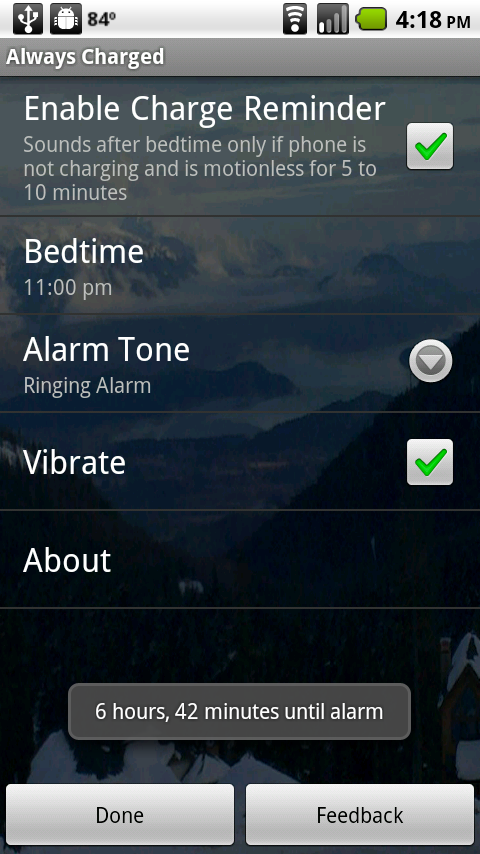 84º 4:18 PM
Always Charged
Enable Charge Reminder
Sounds after bedtime only if phone is
not charging and is motionless for 5 to
10 minutes
Bedtime
11:00 pm
Alarm Tone
Ringing Alarm
Vibrate
About
6 hours, 42 minutes until alarm
Done Feedback